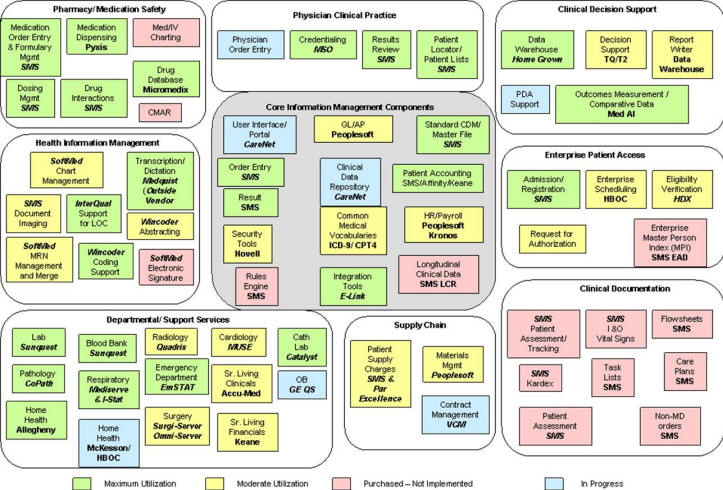 Pharmacy/ Medication Safety
Medication
Order Entry
& Formulary
Mgmt
SMS
Medication
Dispensing
Pyxis
Med/IV
Charting
Dosing
Mgmt
SMS
Drug
Interactions
SMS
Drug
Database
Micromedix
CMAR
Physician Clinical Practice
Physician
Order Entry
Credentialing
MSO
Results
Review
SMS
Patient
Locator/
Patient Lists
SMS
Clinical Decision Support
Data
Warehouse
Home Grown
Decision
Support
TQ/T2
Report
Writer
Data
Warehouse
PDA
Support
Outcomes Measurement /
Comparative Data
Med AI
Core Information Management Components
User Interface/
Portal
CareNet
GL/AP
Peoplesoft
Standard CDM/
Master File
SMS
Order Entry
SMS
Clinical
Data
Repository
CareNet
Patient Accounting
SMS/Affinity/Keane
Result
SMS
Common
Medical
Vocabularies
ICD-9/ CPT4
HR/Payroll
Peoplesoft
Kronos
Security
Tools
Novell
Rules
Engine
SMS
Integration
Tools
E-Link
Longitudinal
Clinical Data
SMS LCR
Health Information Management
SoftMed
Chart
Management
Transcription/
Dictation
Medquist
(Outside
Vendor)
SMS
Document
Imaging
InterQual
Support
for LOC
Wincoder
Abstracting
SoftMed
MRN
Management
and Merge
Wincoder
Coding
Support
SoftMed
Electronic
Signature
Enterprise Patient Access
Admission/
Registration
SMS
Enterprise
Scheduling
HBOC
Eligibility
Verification
HDX
Request for
Authorization
Enterprise
Master Person
Index (MPI)
SMS EAD
Departmental/ Support Services
Lab
Sunquest
Blood Bank
Sunquest
Radiology
Quadris
Cardiology
MUSE
Cath
Lab
Catalyst
Pathology
CoPath
Respiratory
Mediserve
& I-Stat
Emergency
Department
EmSTAT
Sr. Living
Clinicals
Accu-Med
OB
GE QS
Home
Health
Allegheny
Home
Health
McKesson/
HBOC
Surgery
Surgi-Server
Omni-Server
Sr. Living
Financials
Keane
Supply Chain
Patient
Supply
Charges
SMS &
Par
Excellence
Materials
Mgmt
Peoplesoft
Contract
Management
VCMI
Clinical Documentation
SMS
Patient
Assessment/
Tracking
SMS
I &O
Vital Signs
Flowsheets
SMS
SMS
Kardex
Task
Lists
SMS
Care
Plans
SMS
Patient
Assessment
SMS
Non-MD
orders
SMS
Maximum Utilization
Moderate Utilization
Purchased – Not Implemented
In Progress